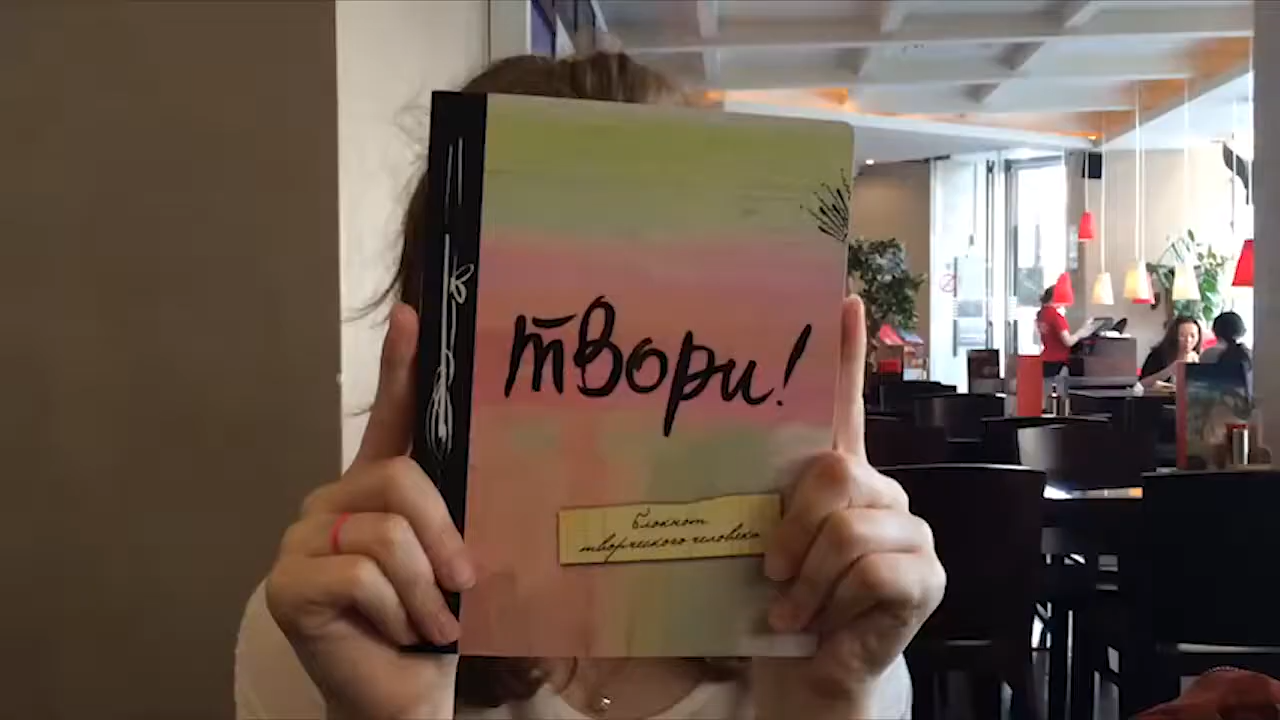 твори!
блокнот
творческого человека